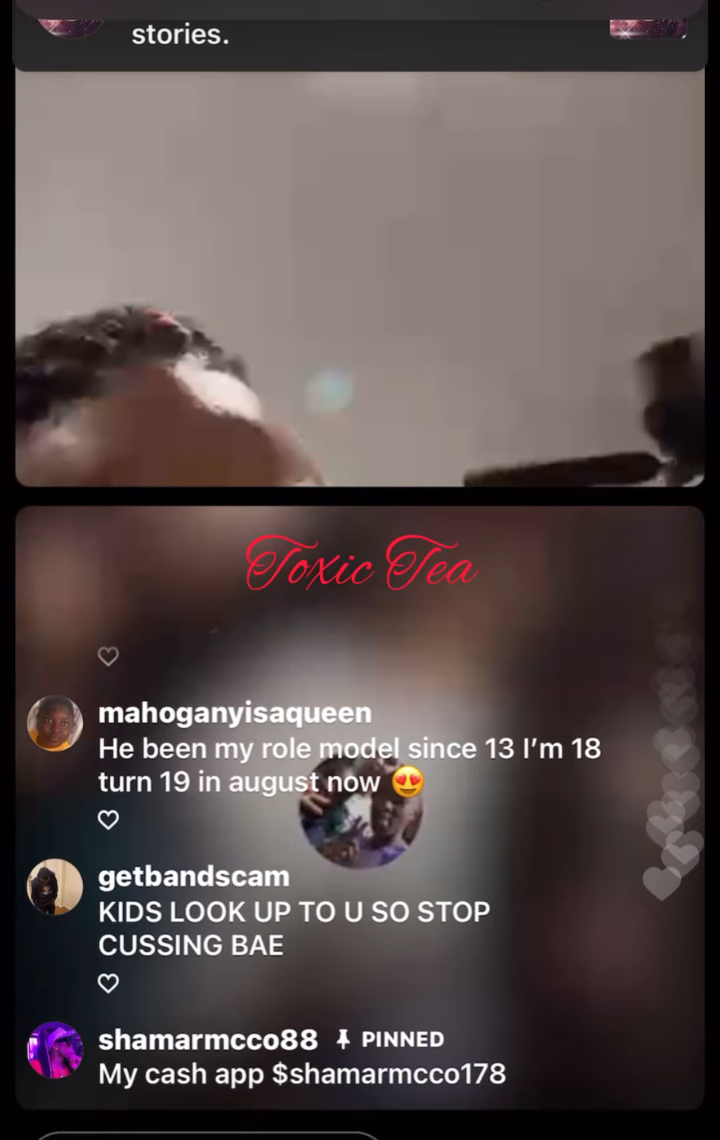 stories.
Toxic Tea
mahoganyisaqueen
He been my role model since 13 I'm 18
turn 19 in august now 😍
getbandscam
KIDS LOOK UP TO U SO STOP
CUSSING BAE
shamarmcco88 PINNED
My cash app $shamarmcco178